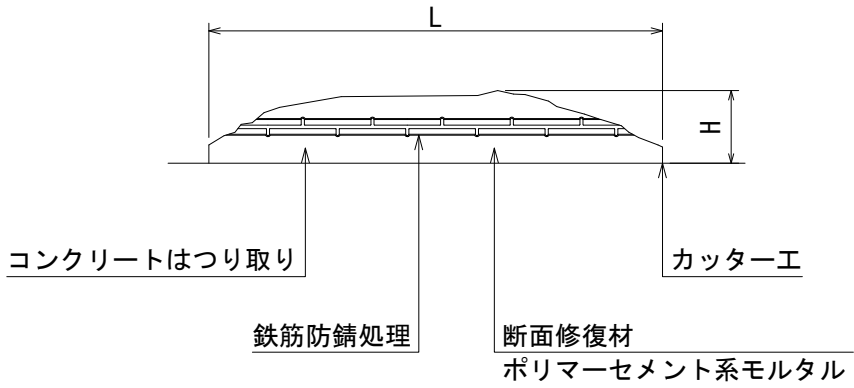 L
H
コンクリートはつり取り
カッター工
鉄筋防錆処理
断面修復材
ポリマーセメント系モルタル